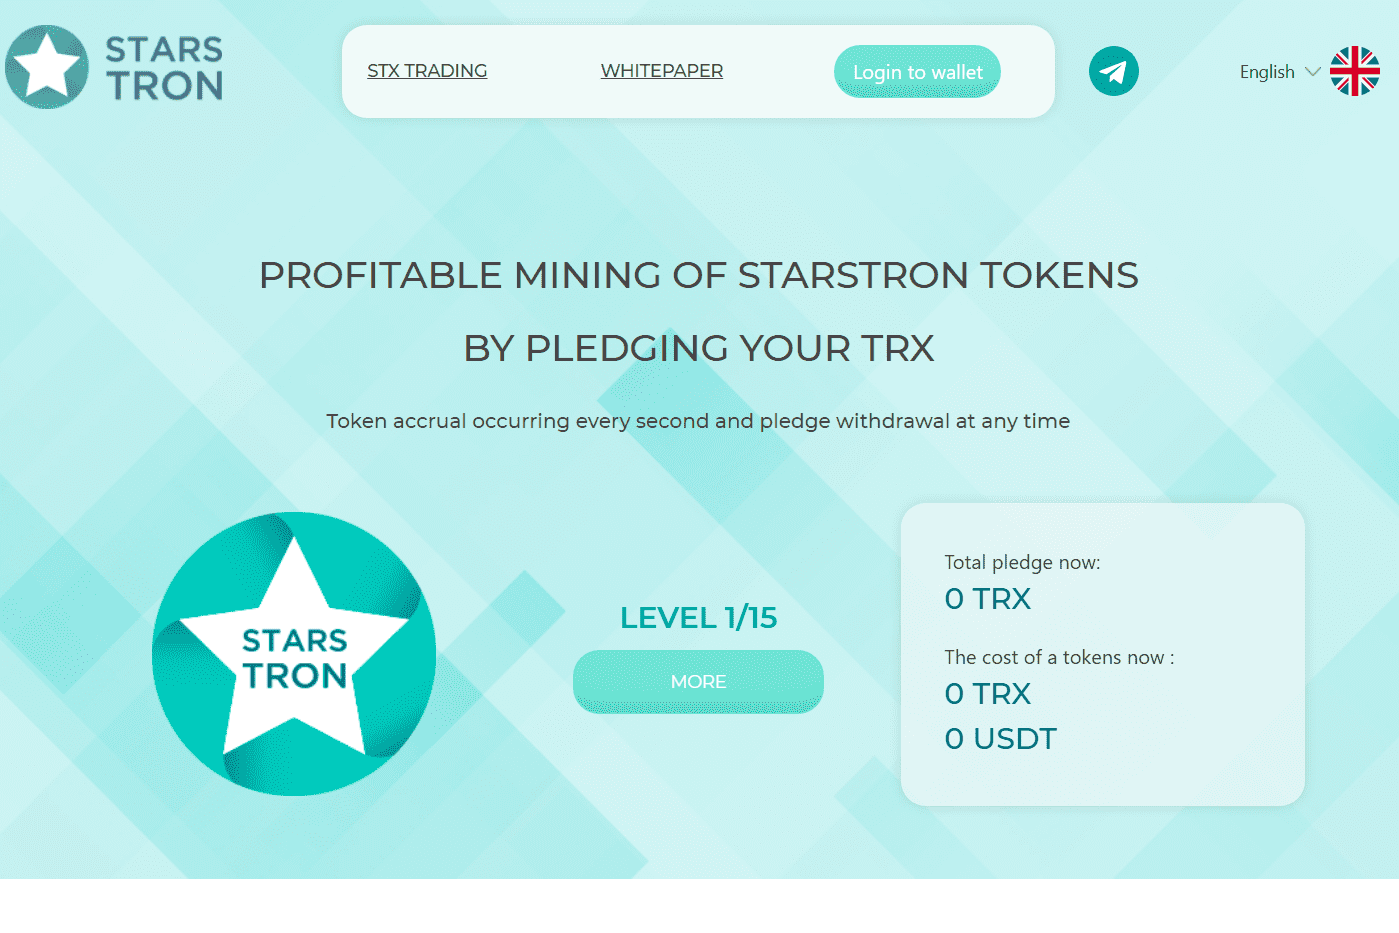 STARS
TRON
STX TRADING
WHITEPAPER
Login to wallet
English
PROFITABLE MINING OF STARSTRON TOKENS
BY PLEDGING YOUR TRX
Token accrual occurring every second and pledge withdrawal at any time
STARS
TRON
LEVEL 1/15
MORE
Total pledge now:
0 TRX
The cost of a tokens now :
0 TRX
0 USDT